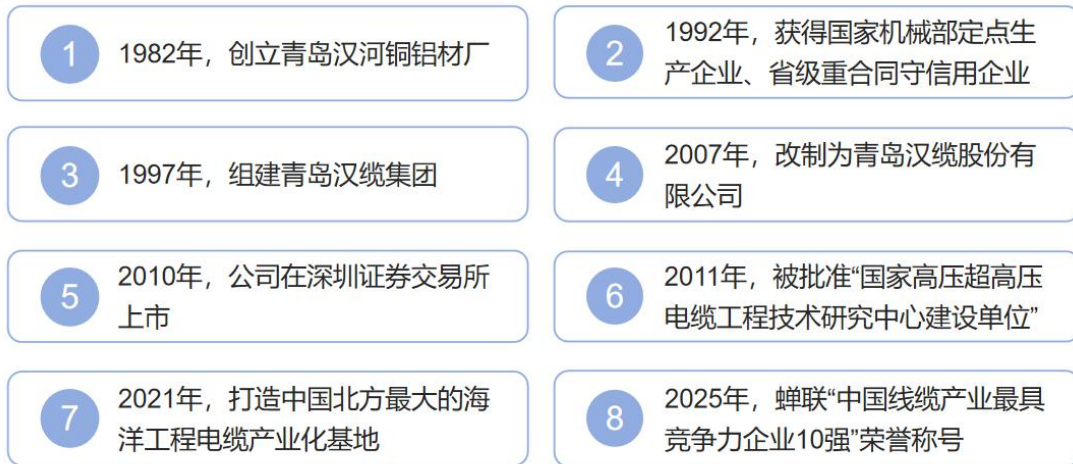 1
1982年，创立青岛汉河铜铝材厂
2
1992年，获得国家机械部定点生
产企业、省级重合同守信用企业
3
1997年，组建青岛汉缆集团
4
2007年，改制为青岛汉缆股份有
限公司
5
2010年，公司在深圳证券交易所
上市
6
2011年，被批准“国家高压超高压
电缆工程技术研究中心建设单位”
7
2021年，打造中国北方最大的海
洋工程电缆产业化基地
8
2025年，蝉联“中国线缆产业最具
竞争力企业10强”荣誉称号